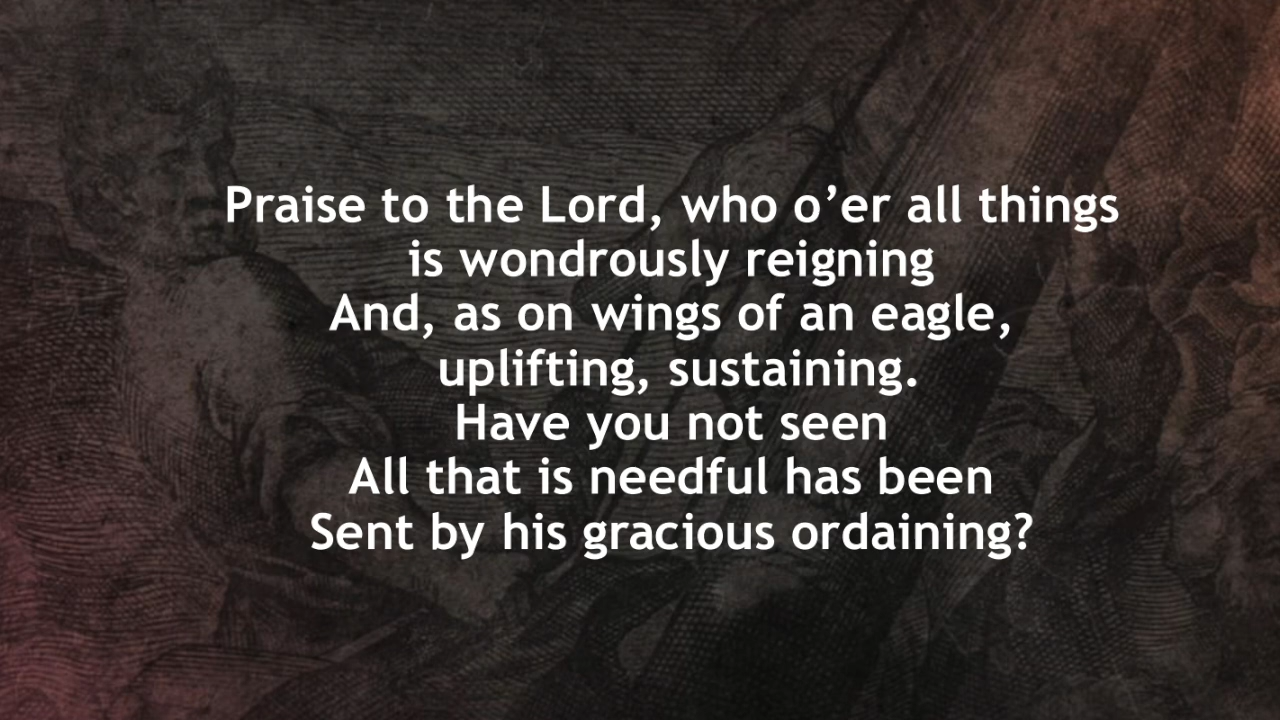 Praise to the Lord, who o’er all things
is wondrously reigning
And, as on wings of an eagle,
uplifting, sustaining.
Have you not seen
All that is needful has been
Sent by his gracious ordaining?